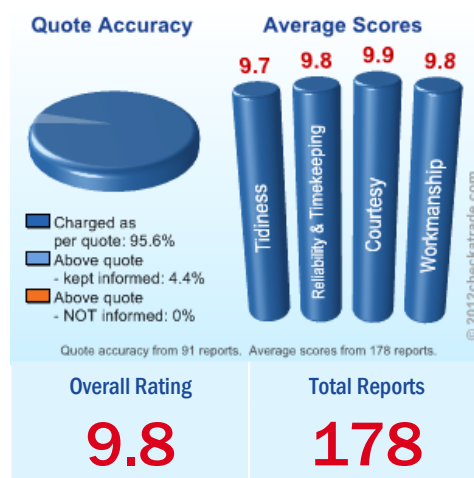 Quote Accuracy
Average Scores
9.7
9.8
9.9
9.8
Tidiness
Reliability & Timekeeping
Courtesy
Workmanship
Charged as
per quote: 95.6%
Above quote
- kept informed: 4.4%
Above quote
- NOT informed: 0%
© 2012checkatrade.com
Quote accuracy from 91 reports. Average scores from 178 reports.
Overall Rating
9.8
Total Reports
178